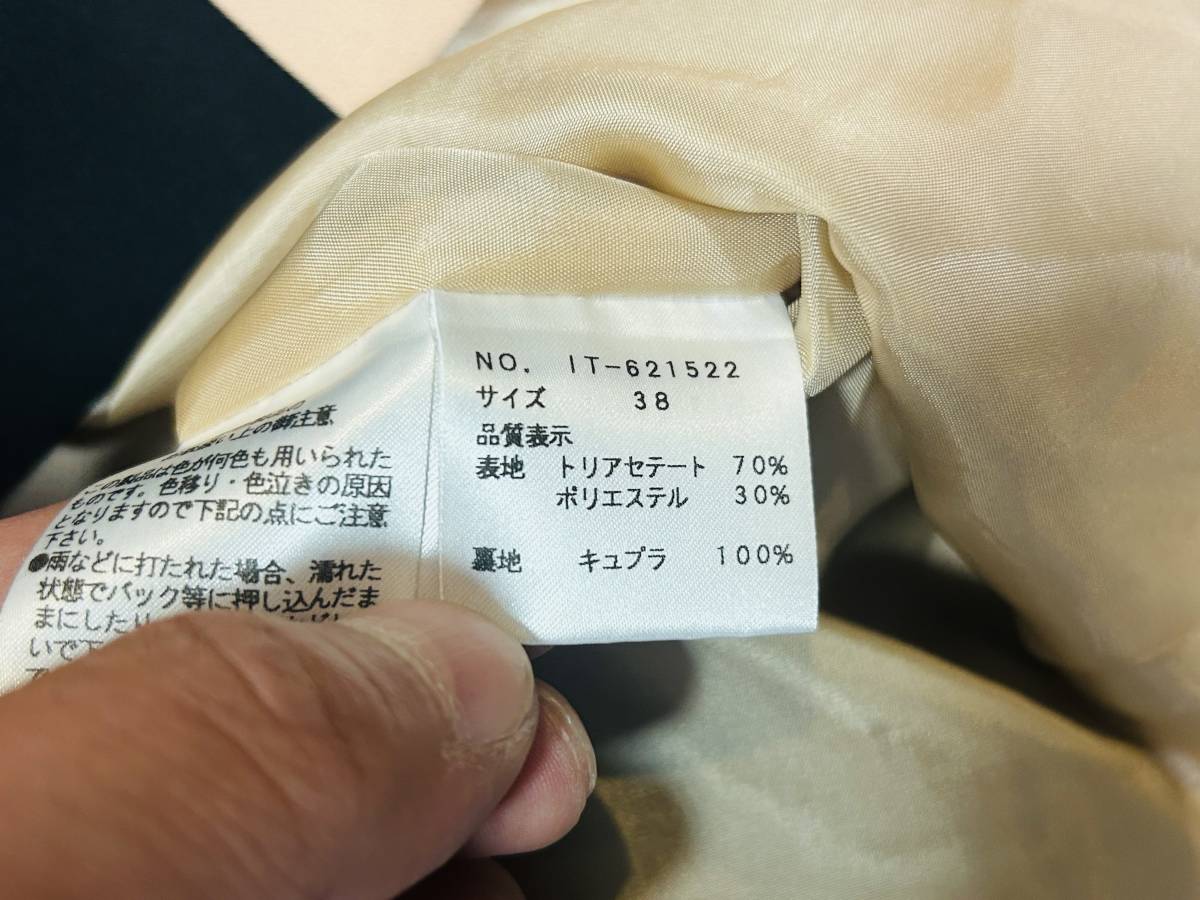 NO. IT-621522
サイズ 38
品質表示
表地 トリアセテート 70%
ポリエステル 30%
裏地 キュプラ 100%
い上の御注意
の製品は色が何色も用いられた
ものです。色移り・色泣きの原因
となりますので下記の点にご注意
下さい。
●雨などに打たれた場合、濡れた
状態でバック等に押し込んだま
まにしたり
いで下